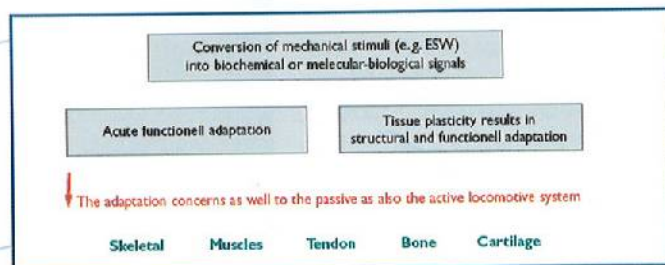 Conversion of mechanical stimuli (e.g. ESW)
into biochemical or melecular-biological signals
Acute functionell adaptation
Tissue plasticity results in
structural and functionell adaptation
The adaptation concerns as well to the passive as also the active locomotive system
Skeletal Muscles Tendon Bone Cartilage